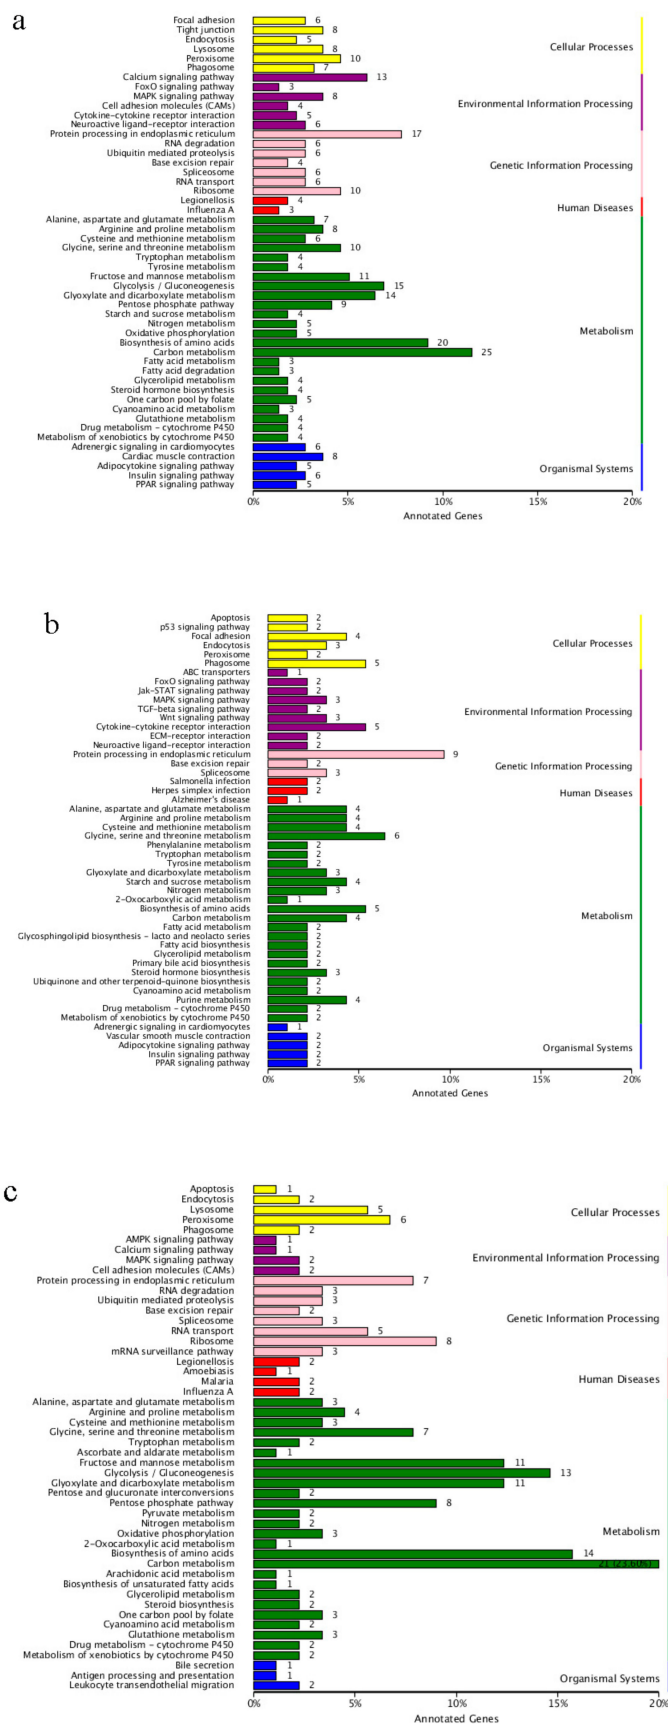 a
Focal adhesion 6
Tight junction 8
Endocytosis 5
Lysosome 8
Cellular Processes
Peroxisome 10
Phagosome 7
Calcium signaling pathway 13
FoxO signaling pathway 3
MAPK signaling pathway 8
Cell adhesion molecules (CAMs) 4
Environmental Information Processing
Cytokine-cytokine receptor interaction 5
Neuroactive ligand-receptor interaction 6
Protein processing in endoplasmic reticulum 17
RNA degradation 6
Ubiquitin mediated proteolysis 6
Base excision repair 4
Genetic Information Processing
Spliceosome 6
RNA transport 6
Ribosome 10
Legionellosis 4
Human Diseases
Influenza A 3
Alanine, aspartate and glutamate metabolism 7
Arginine and proline metabolism 8
Cysteine and methionine metabolism 6
Glycine, serine and threonine metabolism 10
Tryptophan metabolism 4
Tyrosine metabolism 4
Fructose and mannose metabolism 11
Glycolysis / Gluconeogenesis 15
Glyoxylate and dicarboxylate metabolism 14
Pentose phosphate pathway 9
Starch and sucrose metabolism 4
Nitrogen metabolism 5
Metabolism
Oxidative phosphorylation 5
Biosynthesis of amino acids 20
Carbon metabolism 25
Fatty acid metabolism 3
Fatty acid degradation 3
Glycerolipid metabolism 4
Steroid hormone biosynthesis 4
One carbon pool by folate 5
Cyanoamino acid metabolism 3
Glutathione metabolism 4
Drug metabolism - cytochrome P450 4
Metabolism of xenobiotics by cytochrome P450 4
Adrenergic signaling in cardiomyocytes 6
Cardiac muscle contraction 8
Adipocytokine signaling pathway 5
Organismal Systems
Insulin signaling pathway 6
PPAR signaling pathway 5
0% 5% 10% 15% 20%
Annotated Genes
b
Apoptosis 2
p53 signaling pathway 2
Focal adhesion 4
Cellular Processes
Endocytosis 3
Peroxisome 2
Phagosome 5
ABC transporters 1
FoxO signaling pathway 2
Jak-STAT signaling pathway 2
MAPK signaling pathway 3
TGF-beta signaling pathway 2
Environmental Information Processing
Wnt signaling pathway 3
Cytokine-cytokine receptor interaction 5
ECM-receptor interaction 2
Neuroactive ligand-receptor interaction 2
Protein processing in endoplasmic reticulum 9
Base excision repair 2
Genetic Information Processing
Spliceosome 3
Salmonella infection 2
Herpes simplex infection 2
Human Diseases
Alzheimer's disease 1
Alanine, aspartate and glutamate metabolism 4
Arginine and proline metabolism 4
Cysteine and methionine metabolism 4
Glycine, serine and threonine metabolism 6
Phenylalanine metabolism 2
Tryptophan metabolism 2
Tyrosine metabolism 2
Glyoxylate and dicarboxylate metabolism 3
Starch and sucrose metabolism 4
Nitrogen metabolism 3
2-Oxocarboxylic acid metabolism 1
Biosynthesis of amino acids 5
Metabolism
Carbon metabolism 4
Fatty acid metabolism 2
Glycosphingolipid biosynthesis - lacto and neolacto series 2
Fatty acid biosynthesis 2
Glycerolipid metabolism 2
Primary bile acid biosynthesis 2
Steroid hormone biosynthesis 3
Ubiquinone and other terpenoid-quinone biosynthesis 2
Cyanoamino acid metabolism 2
Purine metabolism 4
Drug metabolism - cytochrome P450 2
Metabolism of xenobiotics by cytochrome P450 2
Adrenergic signaling in cardiomyocytes 1
Vascular smooth muscle contraction 2
Adipocytokine signaling pathway 2
Organismal Systems
Insulin signaling pathway 2
PPAR signaling pathway 2
0% 5% 10% 15% 20%
Annotated Genes
c
Apoptosis 1
Endocytosis 2
Lysosome 5
Cellular Processes
Peroxisome 6
Phagosome 2
AMPK signaling pathway 1
Calcium signaling pathway 1
Environmental Information Processing
MAPK signaling pathway 2
Cell adhesion molecules (CAMs) 2
Protein processing in endoplasmic reticulum 7
RNA degradation 3
Ubiquitin mediated proteolysis 3
Base excision repair 2
Genetic Information Processing
Spliceosome 3
RNA transport 5
Ribosome 8
mRNA surveillance pathway 3
Legionellosis 2
Amoebiasis 1
Human Diseases
Malaria 2
Influenza A 2
Alanine, aspartate and glutamate metabolism 3
Arginine and proline metabolism 4
Cysteine and methionine metabolism 3
Glycine, serine and threonine metabolism 7
Tryptophan metabolism 2
Ascorbate and aldarate metabolism 1
Fructose and mannose metabolism 11
Glycolysis / Gluconeogenesis 13
Glyoxylate and dicarboxylate metabolism 11
Pentose and glucuronate interconversions 2
Pentose phosphate pathway 8
Pyruvate metabolism 2
Nitrogen metabolism 2
Metabolism
Oxidative phosphorylation 3
2-Oxocarboxylic acid metabolism 1
Biosynthesis of amino acids 14
Carbon metabolism 21 (23.60%)
Arachidonic acid metabolism 1
Biosynthesis of unsaturated fatty acids 1
Glycerolipid metabolism 2
Steroid biosynthesis 2
One carbon pool by folate 3
Cyanoamino acid metabolism 2
Glutathione metabolism 3
Drug metabolism - cytochrome P450 2
Metabolism of xenobiotics by cytochrome P450 2
Bile secretion 1
Antigen processing and presentation 1
Organismal Systems
Leukocyte transendothelial migration 2
0% 5% 10% 15% 20%
Annotated Genes